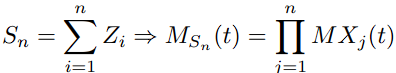 $S_n = \sum_{i=1}^{n} Z_i \Rightarrow M_{S_n}(t) = \prod_{j=1}^{n} MX_j(t)$